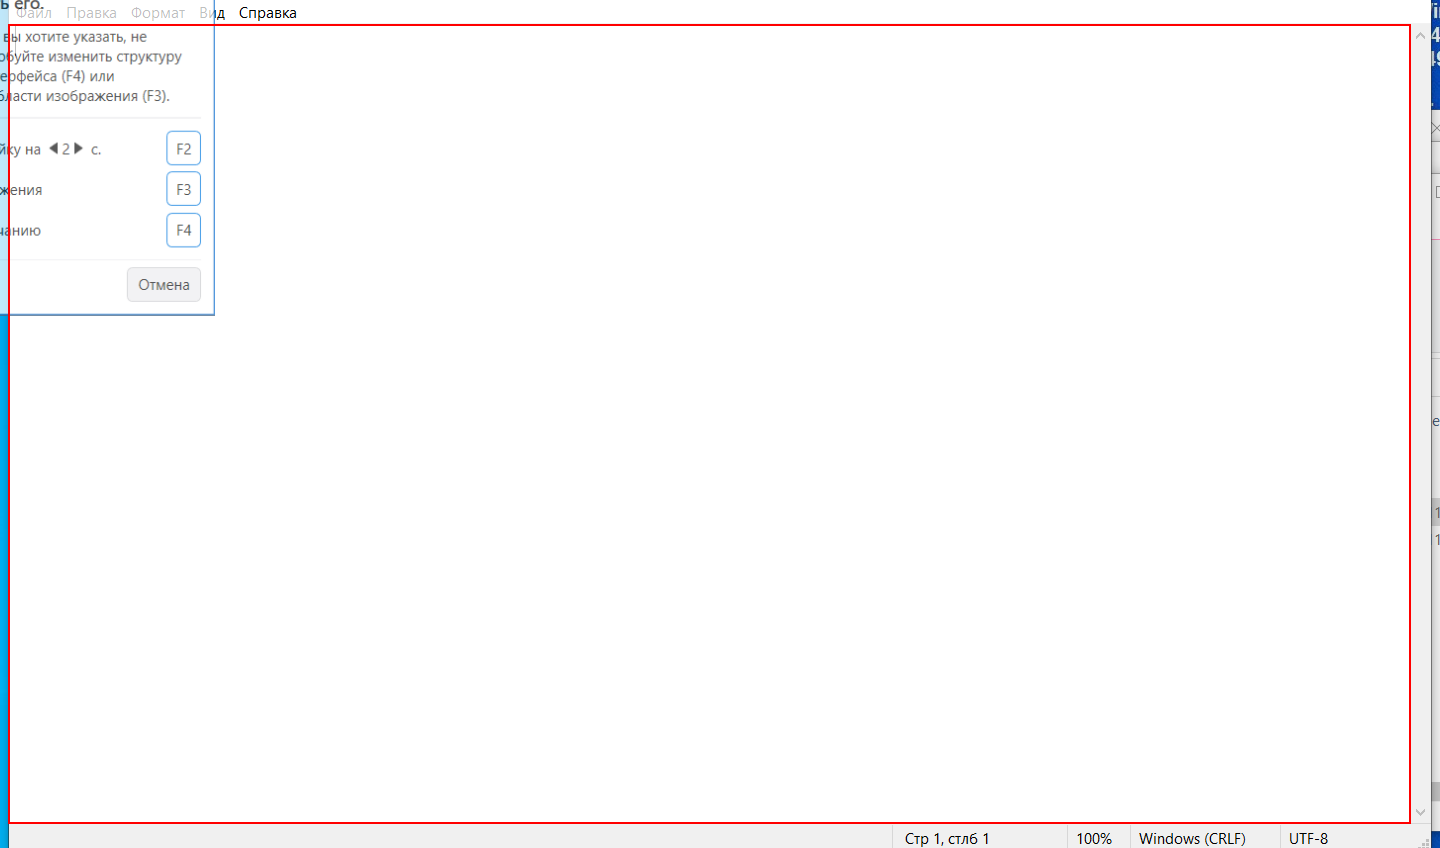 ь его.
Файл Правка Формат Вид Справка
вы хотите указать, не
обуйте изменить структуру
ерфейса (F4) или
бласти изображения (F3).
йку на 2 с. F2
жения F3
чанию F4
Отмена
Стр 1, стлб 1 100% Windows (CRLF) UTF-8